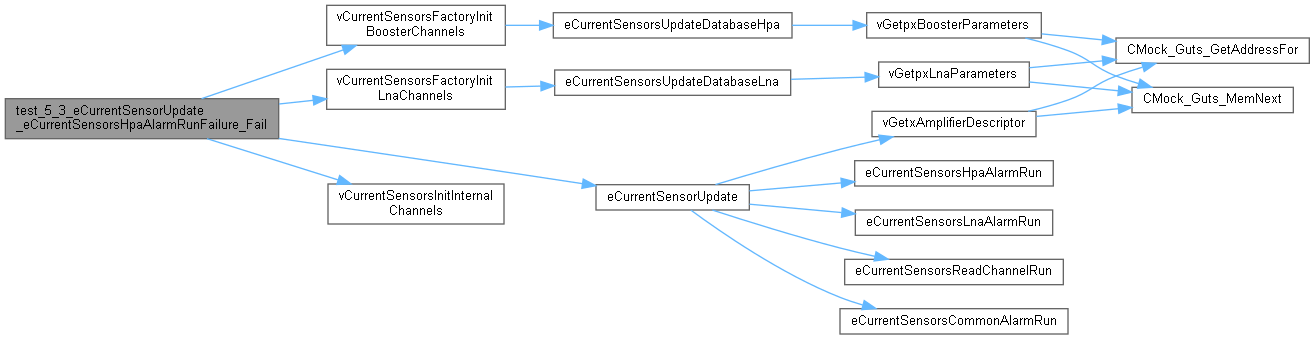 test_5_3_eCurrentSensorUpdate
_eCurrentSensorsHpaAlarmRunFailure_Fail
vCurrentSensorsFactoryInit
BoosterChannels
vCurrentSensorsFactoryInit
LnaChannels
vCurrentSensorsInitInternal
Channels
eCurrentSensorsUpdateDatabaseHpa
eCurrentSensorsUpdateDatabaseLna
eCurrentSensorUpdate
vGetpxBoosterParameters
vGetpxLnaParameters
vGetxAmplifierDescriptor
eCurrentSensorsHpaAlarmRun
eCurrentSensorsLnaAlarmRun
eCurrentSensorsReadChannelRun
eCurrentSensorsCommonAlarmRun
CMock_Guts_GetAddressFor
CMock_Guts_MemNext